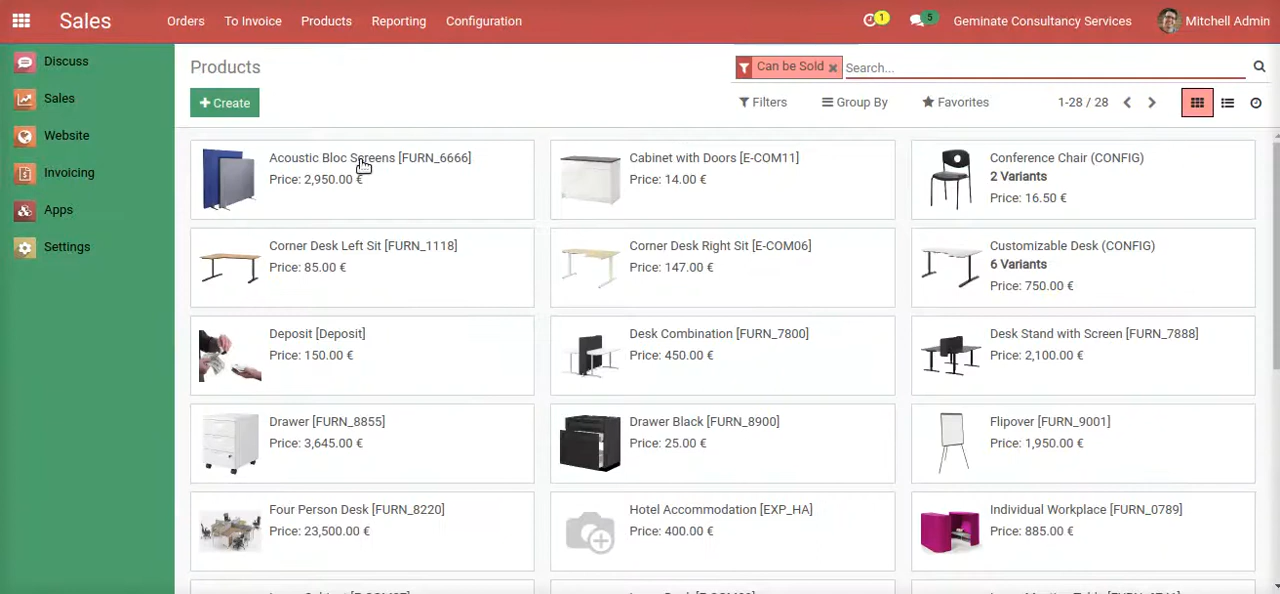 Sales Orders To Invoice Products Reporting Configuration 1 5 Geminate Consultancy Services Mitchell Admin
Discuss
Sales
Website
Invoicing
Apps
Settings
Products
Can be Sold × Search...
+ Create
Filters Group By Favorites 1-28 / 28
Acoustic Bloc Screens [FURN_6666]
Price: 2,950.00 €
Cabinet with Doors [E-COM11]
Price: 14.00 €
Conference Chair (CONFIG)
2 Variants
Price: 16.50 €
Corner Desk Left Sit [FURN_1118]
Price: 85.00 €
Corner Desk Right Sit [E-COM06]
Price: 147.00 €
Customizable Desk (CONFIG)
6 Variants
Price: 750.00 €
Deposit [Deposit]
Price: 150.00 €
Desk Combination [FURN_7800]
Price: 450.00 €
Desk Stand with Screen [FURN_7888]
Price: 2,100.00 €
Drawer [FURN_8855]
Price: 3,645.00 €
Drawer Black [FURN_8900]
Price: 25.00 €
Flipover [FURN_9001]
Price: 1,950.00 €
Four Person Desk [FURN_8220]
Price: 23,500.00 €
Hotel Accommodation [EXP_HA]
Price: 400.00 €
Individual Workplace [FURN_0789]
Price: 885.00 €